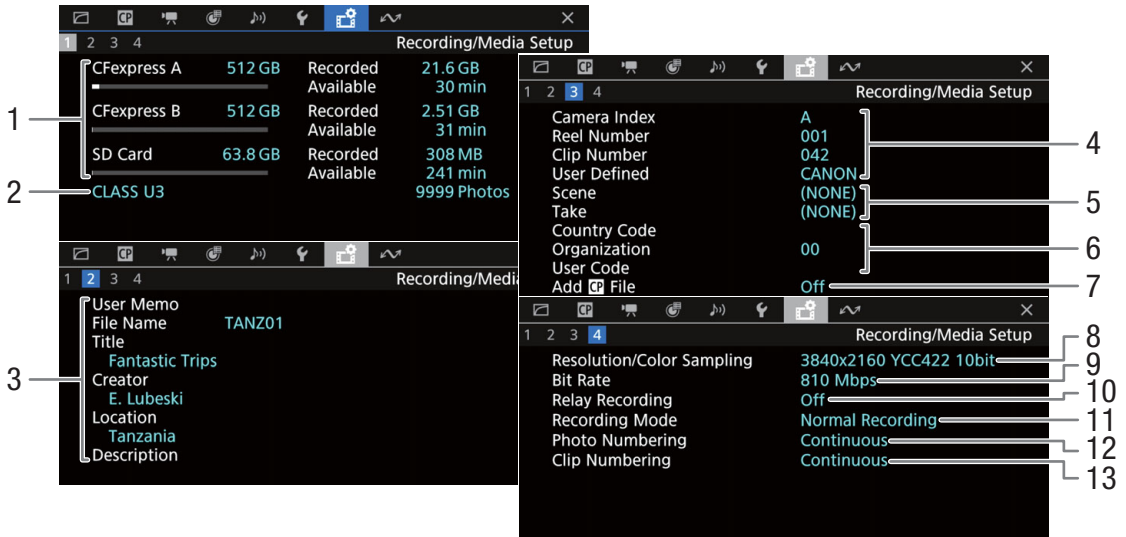 CP
1 2 3 4 Recording/Media Setup
CFexpress A 512 GB Recorded 21.6 GB
Available 30 min
CFexpress B 512 GB Recorded 2.51 GB
Available 31 min
SD Card 63.8 GB Recorded 308 MB
Available 241 min
CLASS U3 9999 Photos
1
2
CP
1 2 3 4 Recording/Medi
User Memo
File Name TANZ01
Title
Fantastic Trips
Creator
E. Lubeski
Location
Tanzania
Description
3
CP
1 2 3 4 Recording/Media Setup
Camera Index A
Reel Number 001
Clip Number 042
User Defined CANON
Scene (NONE)
Take (NONE)
Country Code
Organization 00
User Code
Add CP File Off
4
5
6
7
CP
1 2 3 4 Recording/Media Setup
Resolution/Color Sampling 3840x2160 YCC422 10bit
Bit Rate 810 Mbps
Relay Recording Off
Recording Mode Normal Recording
Photo Numbering Continuous
Clip Numbering Continuous
8
9
10
11
12
13